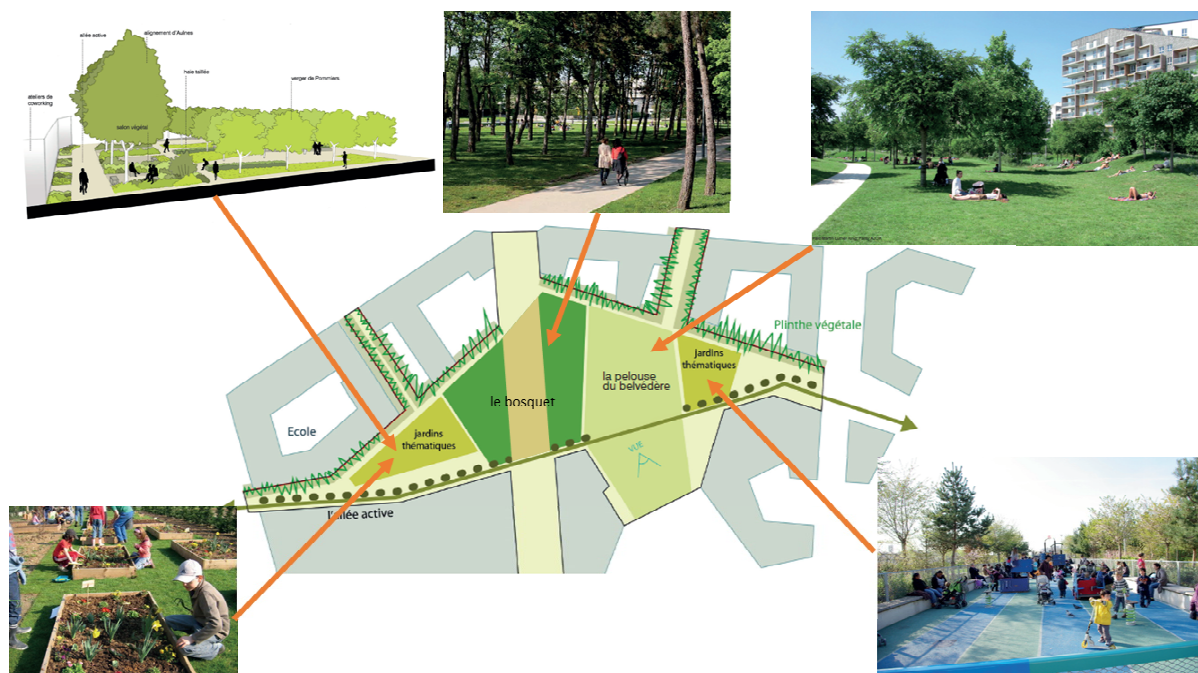 allée active
alignement d'Aulnes
haie taillée
verger de Pommiers
ateliers de
coworking
salon végétal
Plinthe végétale
Jardins
thématiques
la pelouse
du belvédère
le bosquet
Ecole
jardins
thématiques
VUE
l'allée active